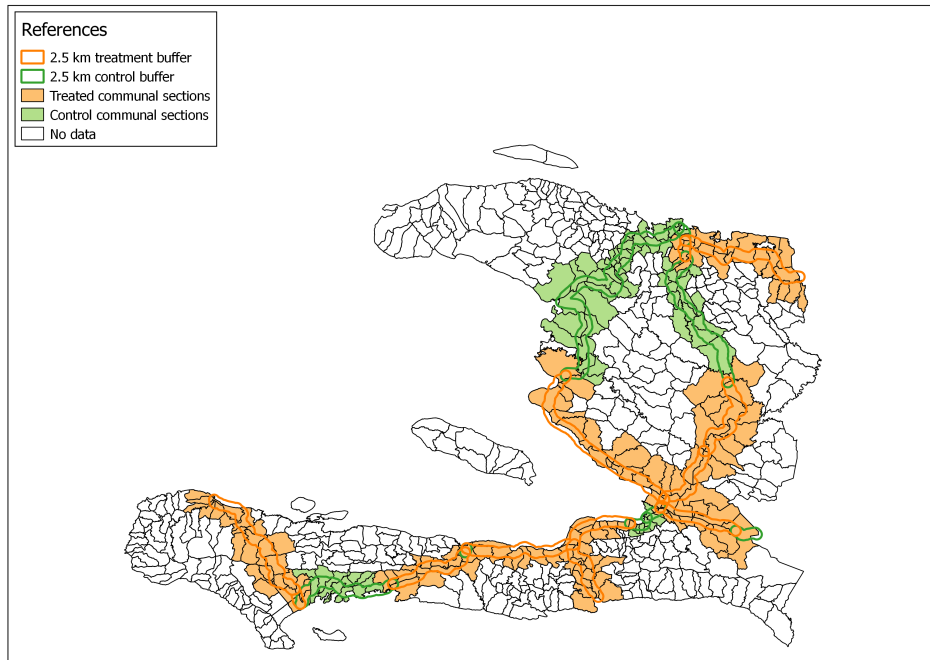 References
2.5 km treatment buffer
2.5 km control buffer
Treated communal sections
Control communal sections
No data